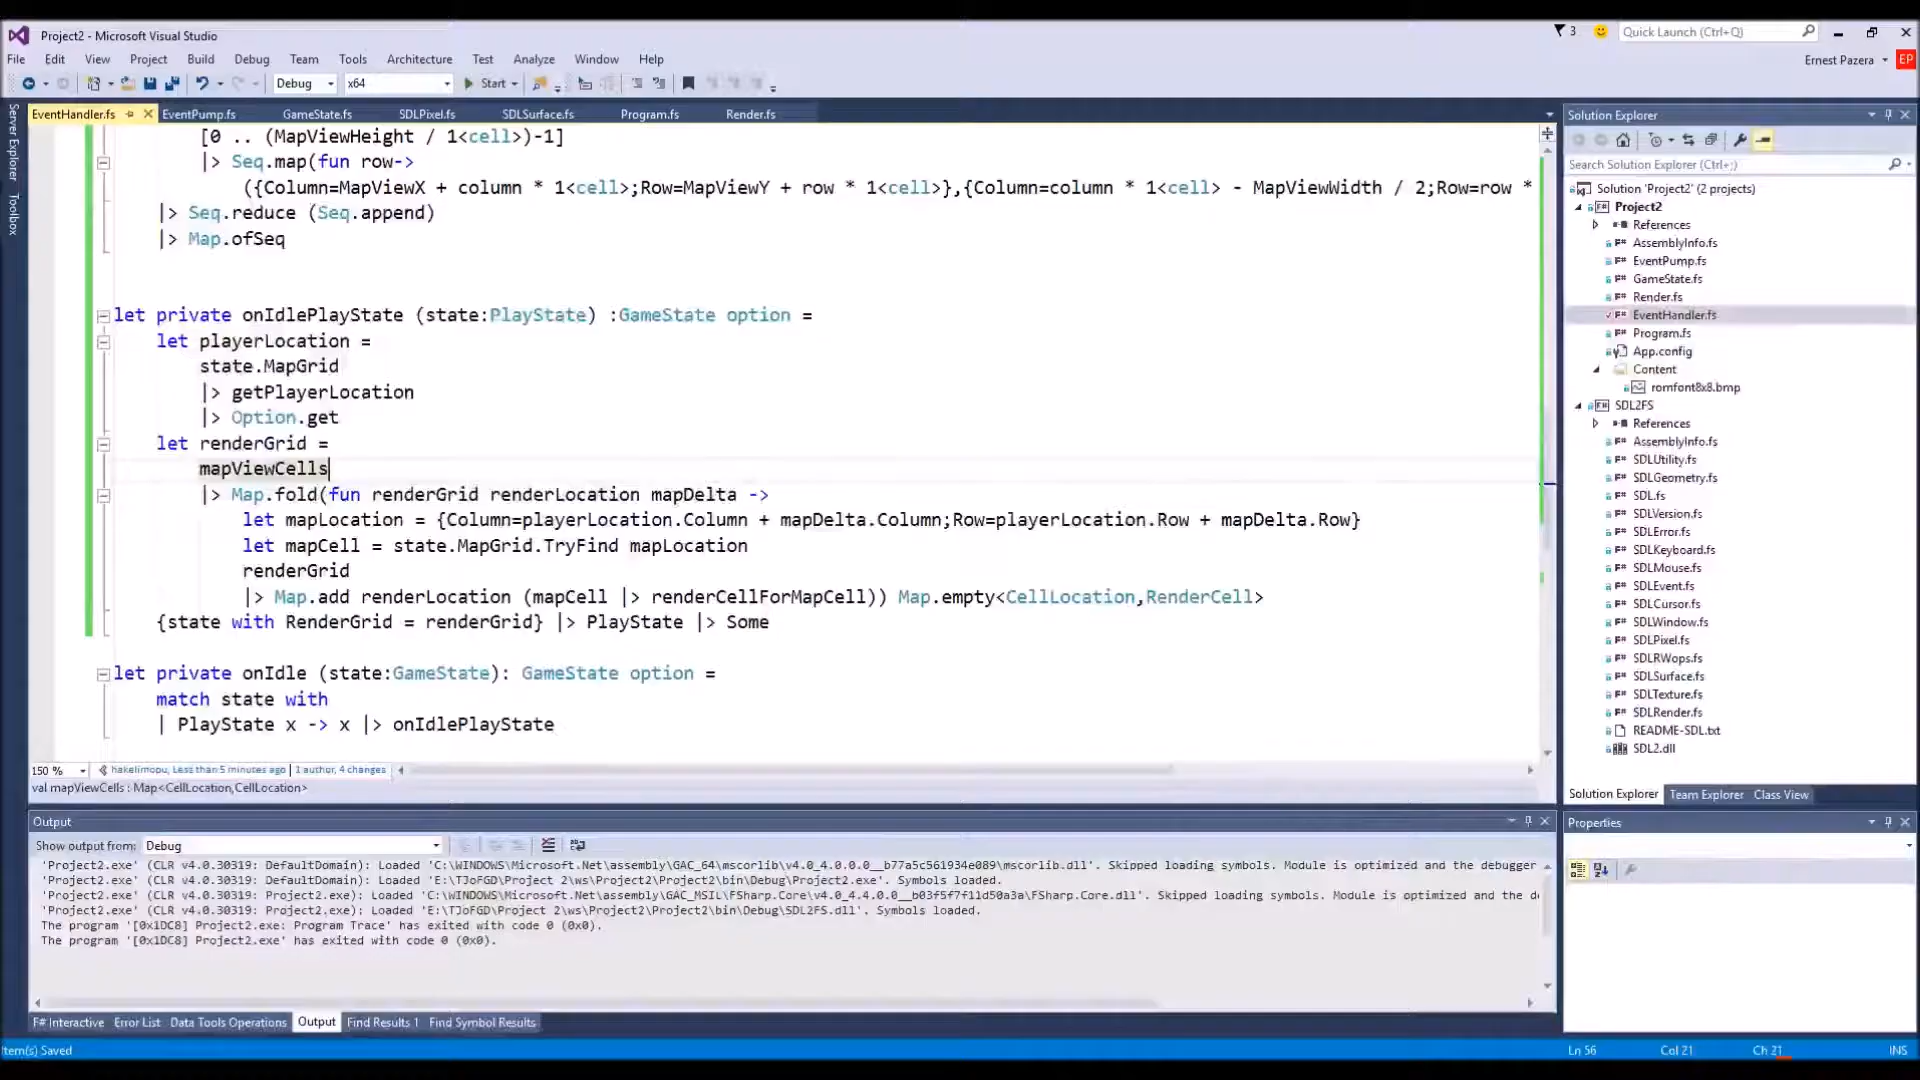 Project2 - Microsoft Visual Studio
3
Quick Launch (Ctrl+Q)
File Edit View Project Build Debug Team Tools Architecture Test Analyze Window Help
Ernest Pazera
EP
Debug x64 Start
Server Explorer
Toolbox
EventHandler.fs EventPump.fs GameState.fs SDLPixel.fs SDLSurface.fs Program.fs Render.fs
[0 .. (MapViewHeight / 1<cell>)-1]
|> Seq.map(fun row->
({Column=MapViewX + column * 1<cell>;Row=MapViewY + row * 1<cell>},{Column=column * 1<cell> - MapViewWidth / 2;Row=row *
|> Seq.reduce (Seq.append)
|> Map.ofSeq
let private onIdlePlayState (state:PlayState) :GameState option =
let playerLocation =
state.MapGrid
|> getPlayerLocation
|> Option.get
let renderGrid =
mapViewCells
|> Map.fold(fun renderGrid renderLocation mapDelta ->
let mapLocation = {Column=playerLocation.Column + mapDelta.Column;Row=playerLocation.Row + mapDelta.Row}
let mapCell = state.MapGrid.TryFind mapLocation
renderGrid
|> Map.add renderLocation (mapCell |> renderCellForMapCell)) Map.empty<CellLocation,RenderCell>
{state with RenderGrid = renderGrid} |> PlayState |> Some
let private onIdle (state:GameState): GameState option =
match state with
| PlayState x -> x |> onIdlePlayState
150 % hakelimopu, Less than 5 minutes ago | 1 author, 4 changes
val mapViewCells : Map<CellLocation,CellLocation>
Output
Show output from: Debug
'Project2.exe' (CLR v4.0.30319: DefaultDomain): Loaded 'C:\WINDOWS\Microsoft.Net\assembly\GAC_64\mscorlib\v4.0_4.0.0.0__b77a5c561934e089\mscorlib.dll'. Skipped loading symbols. Module is optimized and the debugger
'Project2.exe' (CLR v4.0.30319: DefaultDomain): Loaded 'E:\TJoFGD\Project 2\ws\Project2\Project2\bin\Debug\Project2.exe'. Symbols loaded.
'Project2.exe' (CLR v4.0.30319: Project2.exe): Loaded 'C:\WINDOWS\Microsoft.Net\assembly\GAC_MSIL\FSharp.Core\v4.0_4.4.0.0__b03f5f7f11d50a3a\FSharp.Core.dll'. Skipped loading symbols. Module is optimized and the de
'Project2.exe' (CLR v4.0.30319: Project2.exe): Loaded 'E:\TJoFGD\Project 2\ws\Project2\Project2\bin\Debug\SDL2FS.dll'. Symbols loaded.
The program '[0x1DC8] Project2.exe: Program Trace' has exited with code 0 (0x0).
The program '[0x1DC8] Project2.exe' has exited with code 0 (0x0).
F# Interactive Error List Data Tools Operations Output Find Results 1 Find Symbol Results
Solution Explorer
Search Solution Explorer (Ctrl+;)
Solution 'Project2' (2 projects)
Project2
References
AssemblyInfo.fs
EventPump.fs
GameState.fs
Render.fs
EventHandler.fs
Program.fs
App.config
Content
romfont8x8.bmp
SDL2FS
References
AssemblyInfo.fs
SDLUtility.fs
SDLGeometry.fs
SDL.fs
SDLVersion.fs
SDLError.fs
SDLKeyboard.fs
SDLMouse.fs
SDLEvent.fs
SDLCursor.fs
SDLWindow.fs
SDLPixel.fs
SDLRWops.fs
SDLSurface.fs
SDLTexture.fs
SDLRender.fs
README-SDL.txt
SDL2.dll
Solution Explorer Team Explorer Class View
Properties
Item(s) Saved
Ln 56 Col 21 Ch 21 INS